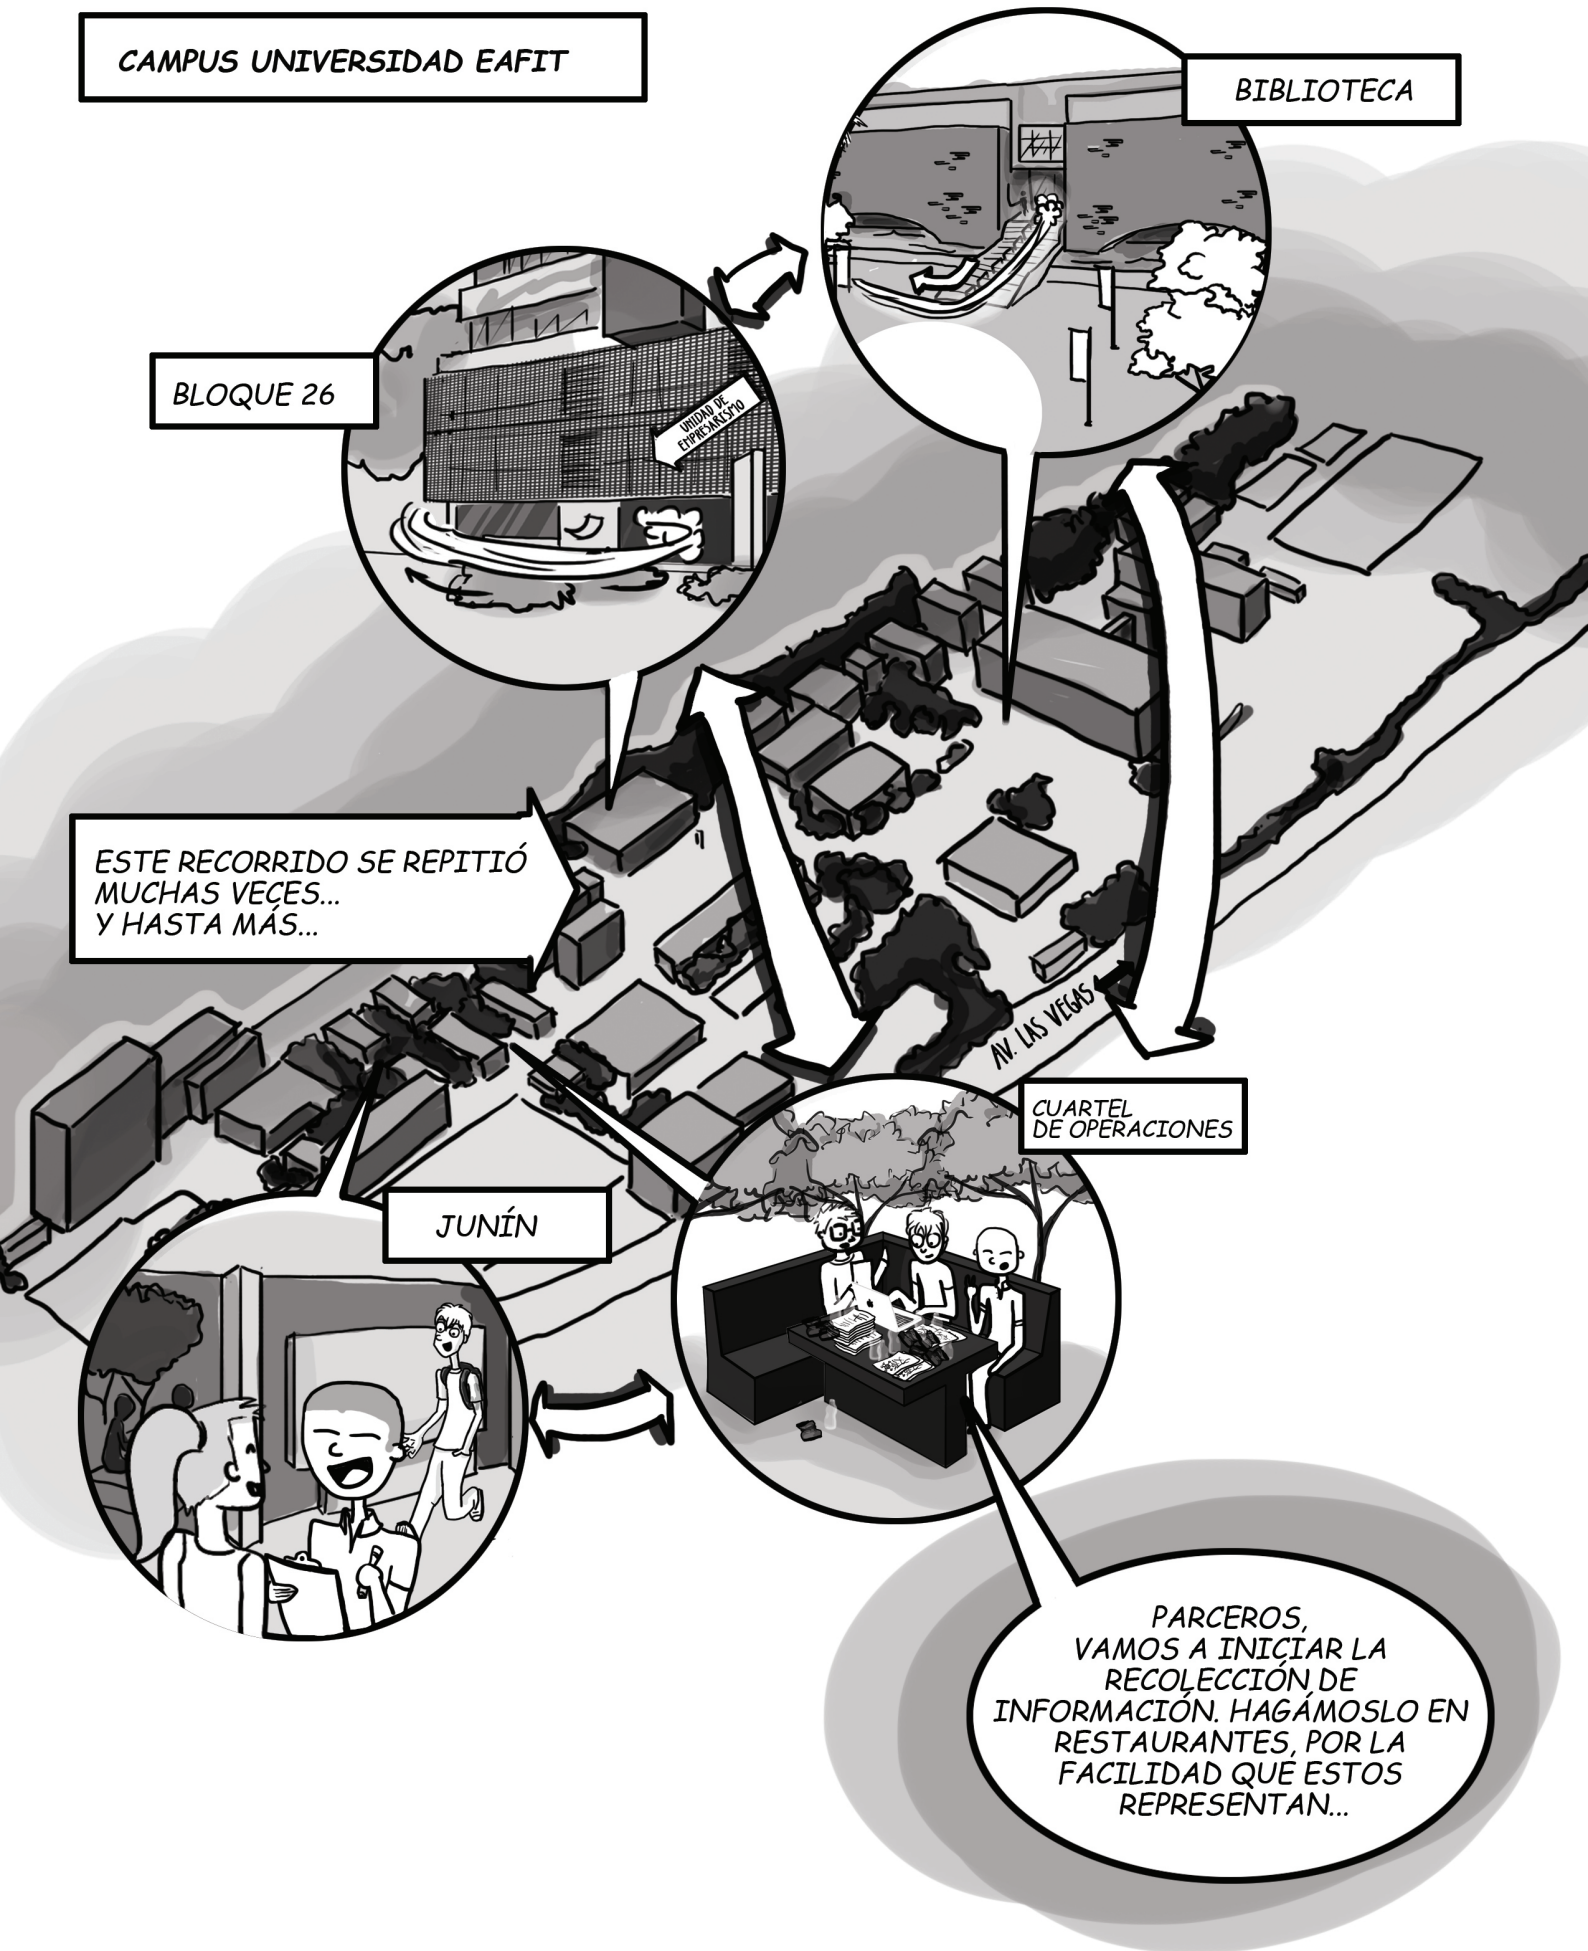 CAMPUS UNIVERSIDAD EAFIT
BIBLIOTECA
BLOQUE 26
UNIDAD DE
EMPRESARISMO
ESTE RECORRIDO SE REPITIÓ
MUCHAS VECES...
Y HASTA MÁS...
AV. LAS VEGAS
CUARTEL
DE OPERACIONES
JUNÍN
PARCEROS,
VAMOS A INICIAR LA
RECOLECCIÓN DE
INFORMACIÓN. HAGÁMOSLO EN
RESTAURANTES, POR LA
FACILIDAD QUE ESTOS
REPRESENTAN...